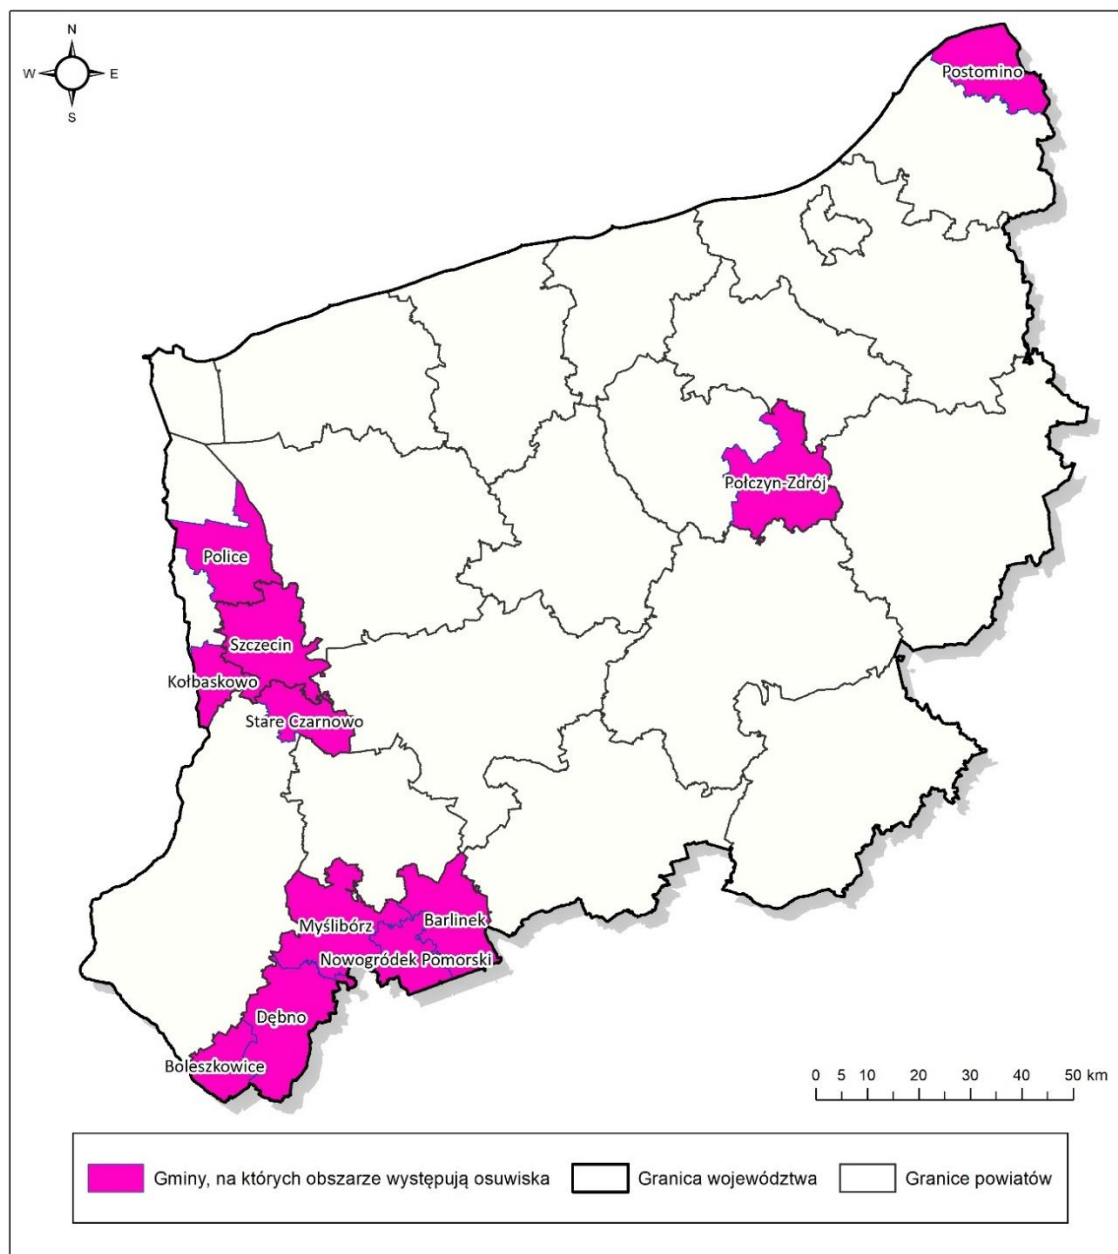 N
W E
S
Postomino
Połczyn-Zdrój
Police
Szczecin
Kołbaskowo
Stare Czarnowo
Myślibórz
Barlinek
Nowogródek Pomorski
Dębno
Boleszkowice
0 5 10 20 30 40 50 km
Gminy, na których obszarze występują osuwiska Granica województwa Granice powiatów